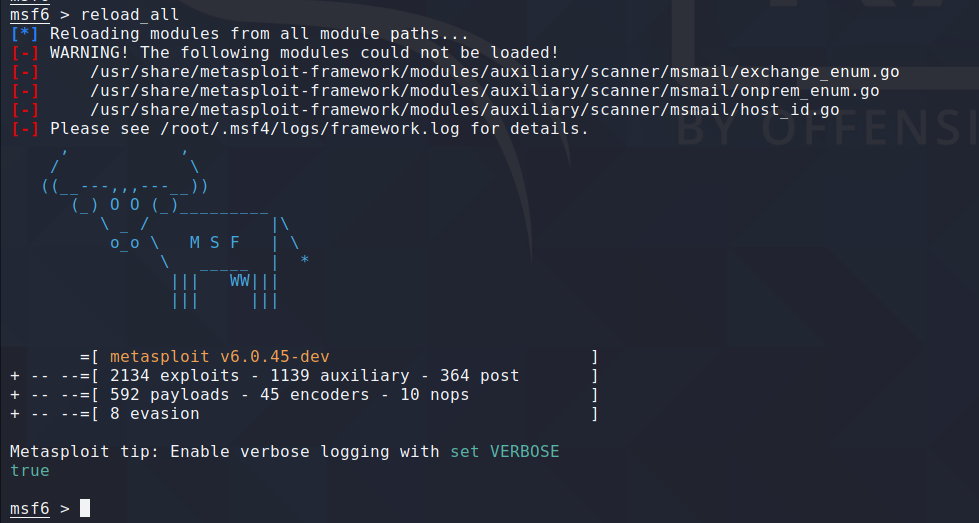 msf6 > reload_all
[*] Reloading modules from all module paths...
[-] WARNING! The following modules could not be loaded!
[-]     /usr/share/metasploit-framework/modules/auxiliary/scanner/msmail/exchange_enum.go
[-]     /usr/share/metasploit-framework/modules/auxiliary/scanner/msmail/onprem_enum.go
[-]     /usr/share/metasploit-framework/modules/auxiliary/scanner/msmail/host_id.go
[-] Please see /root/.msf4/logs/framework.log for details.
BY OFFENSI
     ,           ,
    /             \
   ((__---,,,---__))
      (_) O O (_)_________
         \ _ /            |\
          o_o \   M S F   | \
               \   _____  |  *
                |||   WW|||
                |||     |||
       =[ metasploit v6.0.45-dev                          ]
+ -- --=[ 2134 exploits - 1139 auxiliary - 364 post       ]
+ -- --=[ 592 payloads - 45 encoders - 10 nops            ]
+ -- --=[ 8 evasion                                       ]
Metasploit tip: Enable verbose logging with set VERBOSE
true
msf6 >